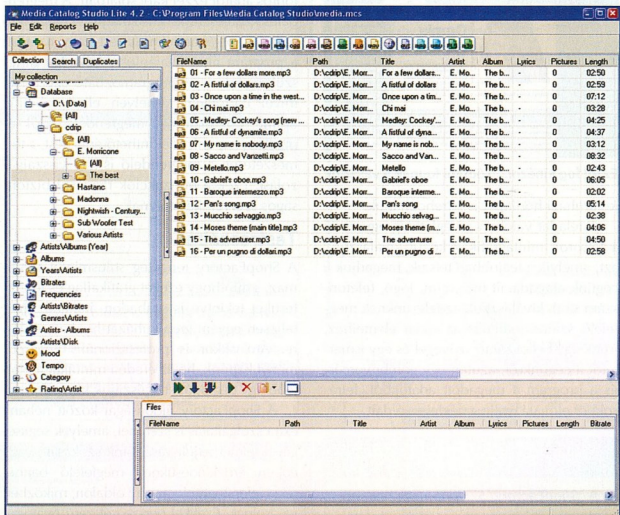 Media Catalog Studio Lite 4.2 - C:\Program Files\Media Catalog Studio\media.mcs
File Edit Reports Help
Collection Search Duplicates
My collection
Database
D:\ (Data)
(All)
cdrip
(All)
E. Morricone
(All)
The best
Hastanc
Madonna
Nightwish - Century...
Sub Woofer Test
Various Artists
Artists\Albums (Year)
Albums
Years\Artists
Bitrates
Frequencies
Artists\Bitrates
Genres\Artists
Artists - Albums
Artists\Disk
Mood
Tempo
Category
Rating\Artist
FileName Path Title Artist Album Lyrics Pictures Length
01 - For a few dollars more.mp3 D:\cdrip\E. Morr... For a few dollars... E. Mo... The b... - 0 02:50
02 - A fistful of dollars.mp3 D:\cdrip\E. Morr... A fistful of dollars E. Mo... The b... - 0 02:59
03 - Once upon a time in the west... D:\cdrip\E. Morr... Once upon a tim... E. Mo... The b... - 0 07:12
04 - Chi mai.mp3 D:\cdrip\E. Morr... Chi mai E. Mo... The b... - 0 03:28
05 - Medley- Cockey's song (new ... D:\cdrip\E. Morr... Medley: Cockey'... E. Mo... The b... - 0 04:25
06 - A fistful of dynamite.mp3 D:\cdrip\E. Morr... A fistful of dyna... E. Mo... The b... - 0 04:37
07 - My name is nobody.mp3 D:\cdrip\E. Morr... My name is nob... E. Mo... The b... - 0 03:12
08 - Sacco and Vanzetti.mp3 D:\cdrip\E. Morr... Sacco and Van... E. Mo... The b... - 0 08:32
09 - Metello.mp3 D:\cdrip\E. Morr... Metello E. Mo... The b... - 0 02:43
10 - Gabriel's oboe.mp3 D:\cdrip\E. Morr... Gabriel's oboe E. Mo... The b... - 0 06:05
11 - Baroque intermezzo.mp3 D:\cdrip\E. Morr... Baroque interme... E. Mo... The b... - 0 02:02
12 - Pan's song.mp3 D:\cdrip\E. Morr... Pan's song E. Mo... The b... - 0 05:14
13 - Mucchio selvaggio.mp3 D:\cdrip\E. Morr... Mucchio selvag... E. Mo... The b... - 0 02:38
14 - Moses theme (main title).mp3 D:\cdrip\E. Morr... Moses theme (m... E. Mo... The b... - 0 04:06
15 - The adventurer.mp3 D:\cdrip\E. Morr... The adventurer E. Mo... The b... - 0 04:50
16 - Per un pugno di dollari.mp3 D:\cdrip\E. Morr... Per un pugno di ... E. Mo... The b... - 0 02:58
Files
FileName Path Title Artist Album Lyrics Pictures Length Bitrate